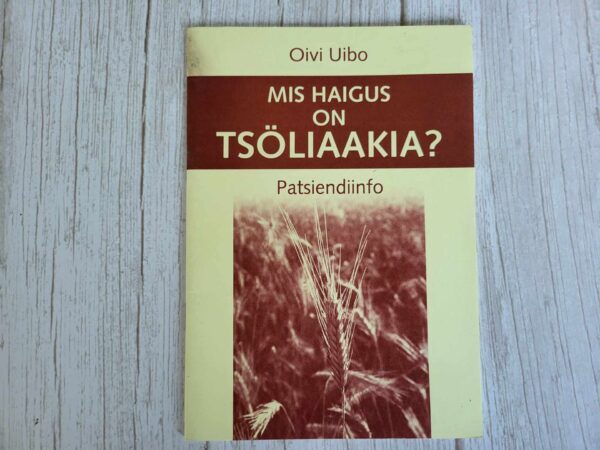 Oivi Uibo
MIS HAIGUS
ON
TSÖLIAAKIA?
Patsiendiinfo